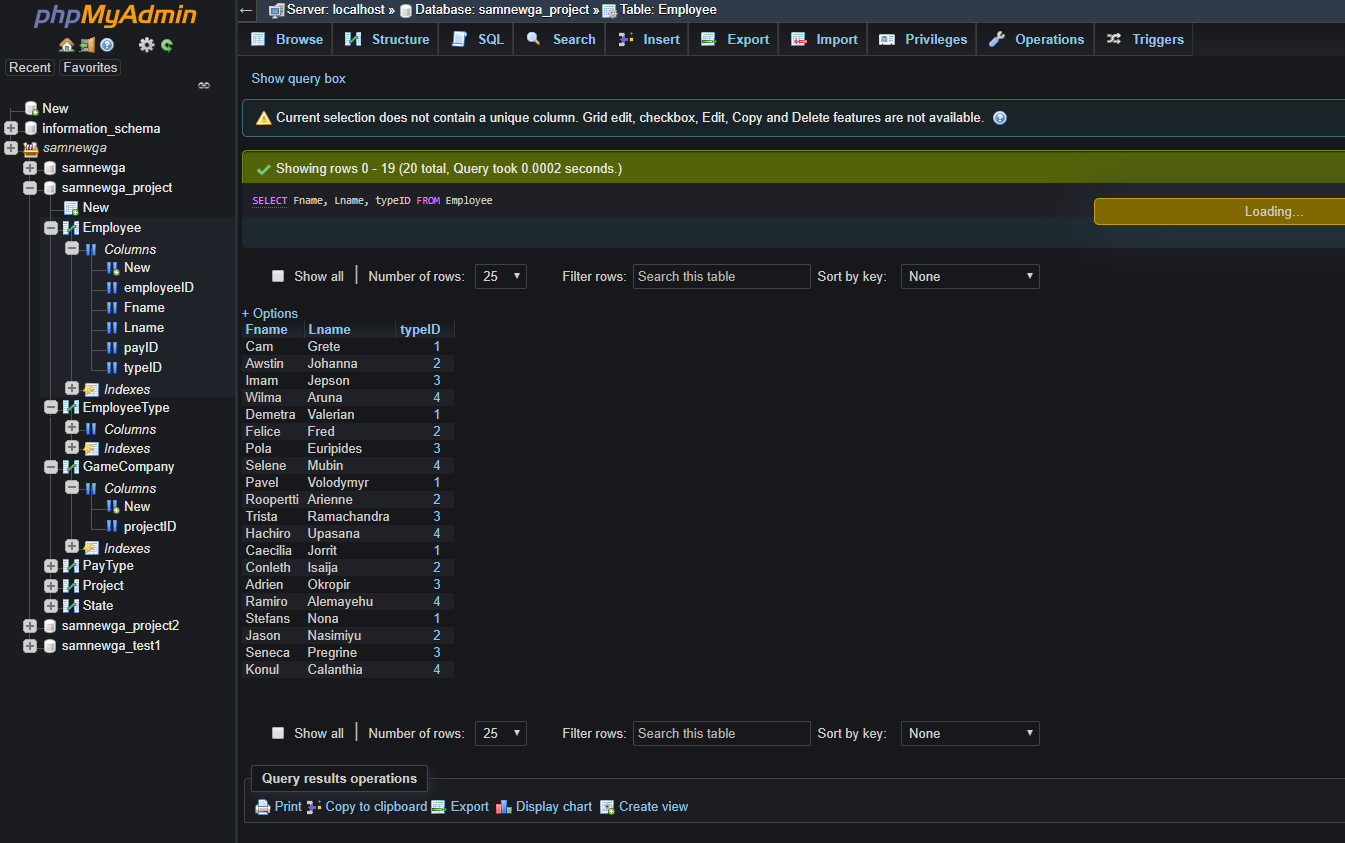 phpMyAdmin
Recent Favorites
New
information_schema
samnewga
samnewga
samnewga_project
New
Employee
Columns
New
employeeID
Fname
Lname
payID
typeID
Indexes
EmployeeType
Columns
Indexes
GameCompany
Columns
New
projectID
Indexes
PayType
Project
State
samnewga_project2
samnewga_test1
Server: localhost » Database: samnewga_project » Table: Employee
Browse Structure SQL Search Insert Export Import Privileges Operations Triggers
Show query box
Current selection does not contain a unique column. Grid edit, checkbox, Edit, Copy and Delete features are not available.
Showing rows 0 - 19 (20 total, Query took 0.0002 seconds.)
SELECT Fname, Lname, typeID FROM Employee
Loading...
Show all | Number of rows: 25 Filter rows: Search this table Sort by key: None
+ Options
Fname Lname typeID
Cam Grete 1
Awstin Johanna 2
Imam Jepson 3
Wilma Aruna 4
Demetra Valerian 1
Felice Fred 2
Pola Euripides 3
Selene Mubin 4
Pavel Volodymyr 1
Roopertti Arienne 2
Trista Ramachandra 3
Hachiro Upasana 4
Caecilia Jorrit 1
Conleth Isaija 2
Adrien Okropir 3
Ramiro Alemayehu 4
Stefans Nona 1
Jason Nasimiyu 2
Seneca Pregrine 3
Konul Calanthia 4
Show all | Number of rows: 25 Filter rows: Search this table Sort by key: None
Query results operations
Print Copy to clipboard Export Display chart Create view